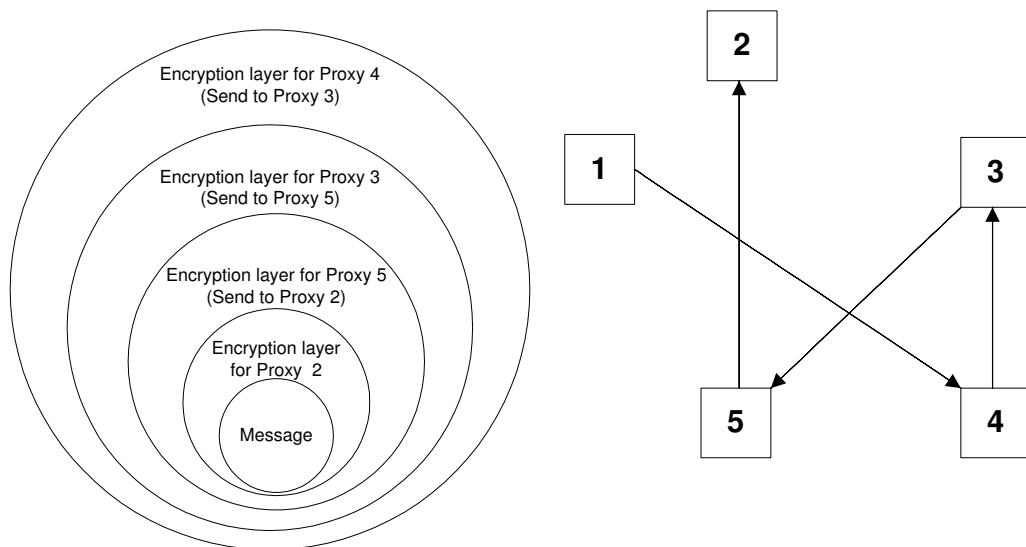 Encryption layer for Proxy 4
(Send to Proxy 3)
Encryption layer for Proxy 3
(Send to Proxy 5)
Encryption layer for Proxy 5
(Send to Proxy 2)
Encryption layer
for Proxy 2
Message
2
1
3
5
4